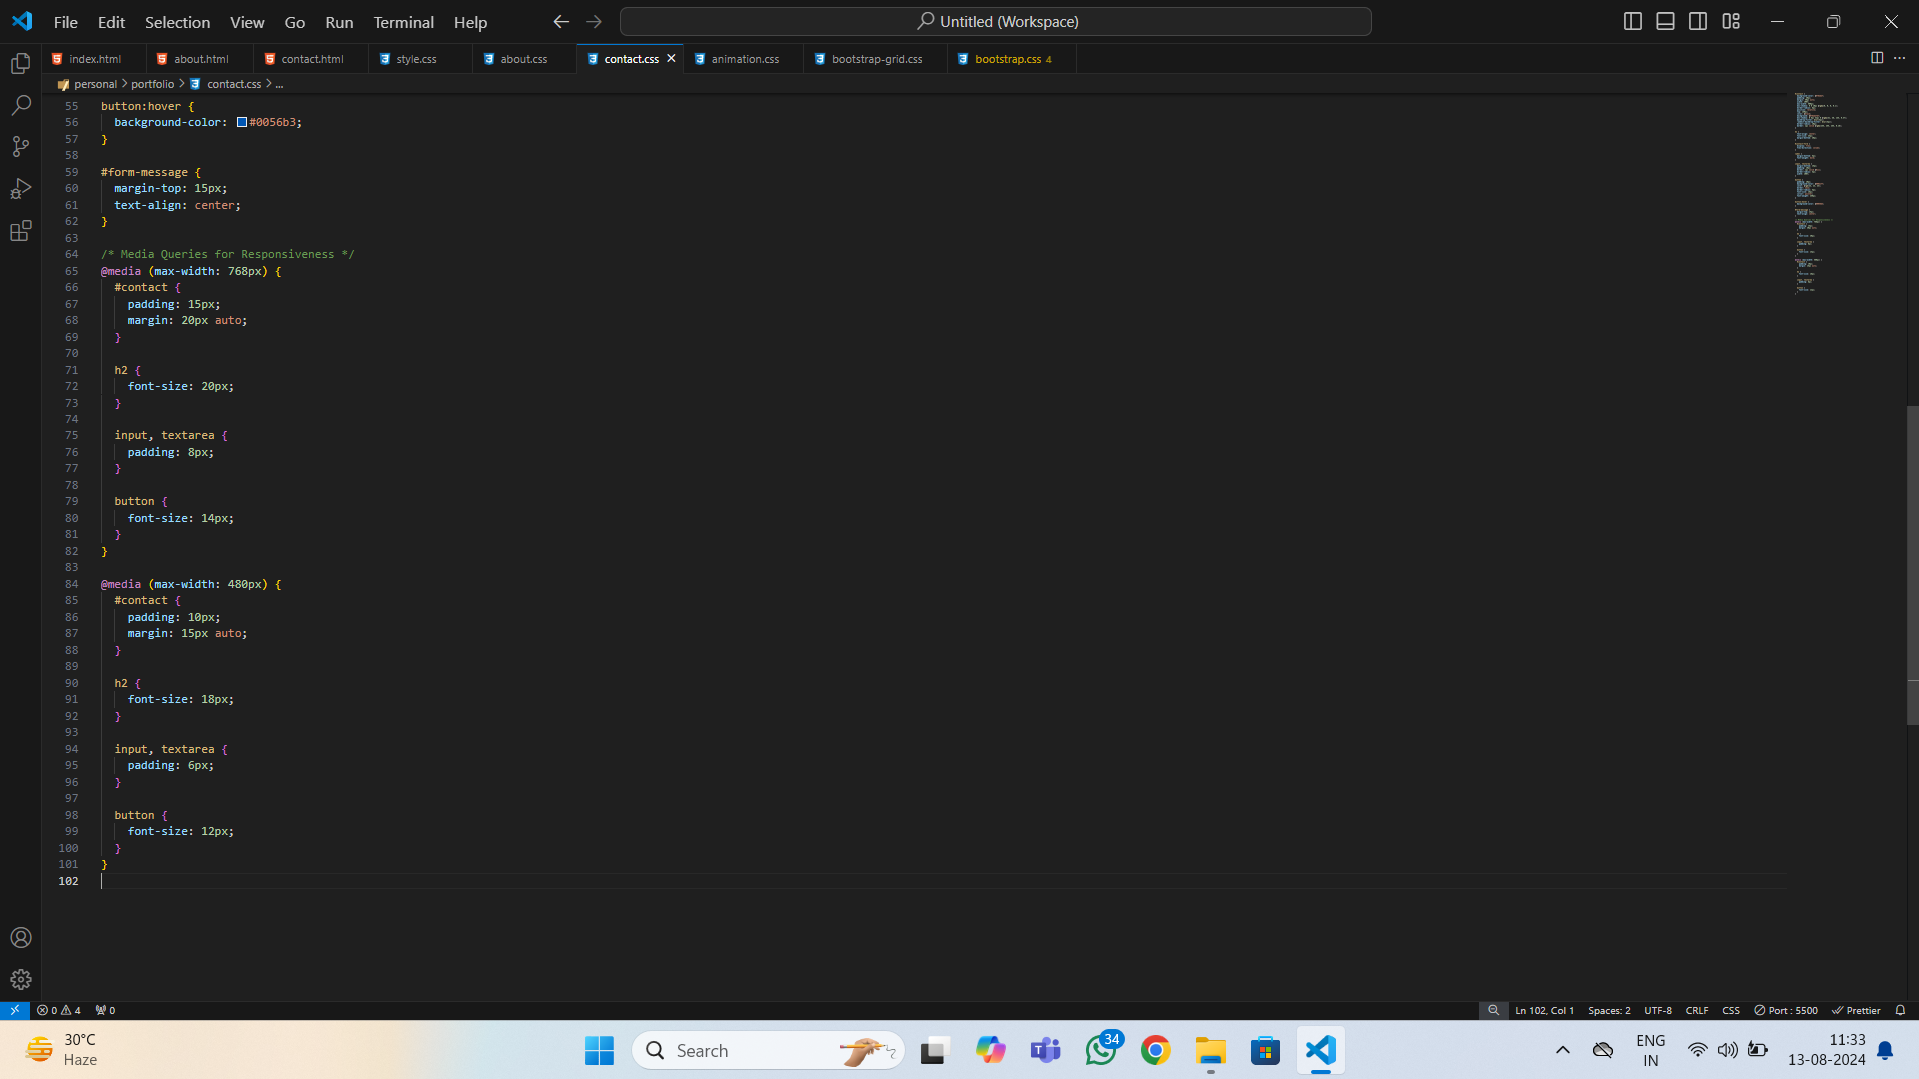 File Edit Selection View Go Run Terminal Help
Untitled (Workspace)
index.html about.html contact.html style.css about.css contact.css animation.css bootstrap-grid.css bootstrap.css 4
personal > portfolio > contact.css > ...
55 button:hover {
56 background-color: #0056b3;
57 }
58
59 #form-message {
60 margin-top: 15px;
61 text-align: center;
62 }
63
64 /* Media Queries for Responsiveness */
65 @media (max-width: 768px) {
66 #contact {
67 padding: 15px;
68 margin: 20px auto;
69 }
70
71 h2 {
72 font-size: 20px;
73 }
74
75 input, textarea {
76 padding: 8px;
77 }
78
79 button {
80 font-size: 14px;
81 }
82 }
83
84 @media (max-width: 480px) {
85 #contact {
86 padding: 10px;
87 margin: 15px auto;
88 }
89
90 h2 {
91 font-size: 18px;
92 }
93
94 input, textarea {
95 padding: 6px;
96 }
97
98 button {
99 font-size: 12px;
100 }
101 }
102
0 4 0 Ln 102, Col 1 Spaces: 2 UTF-8 CRLF CSS Port : 5500 Prettier
30°C
Haze
Search
34
ENG
IN
11:33
13-08-2024